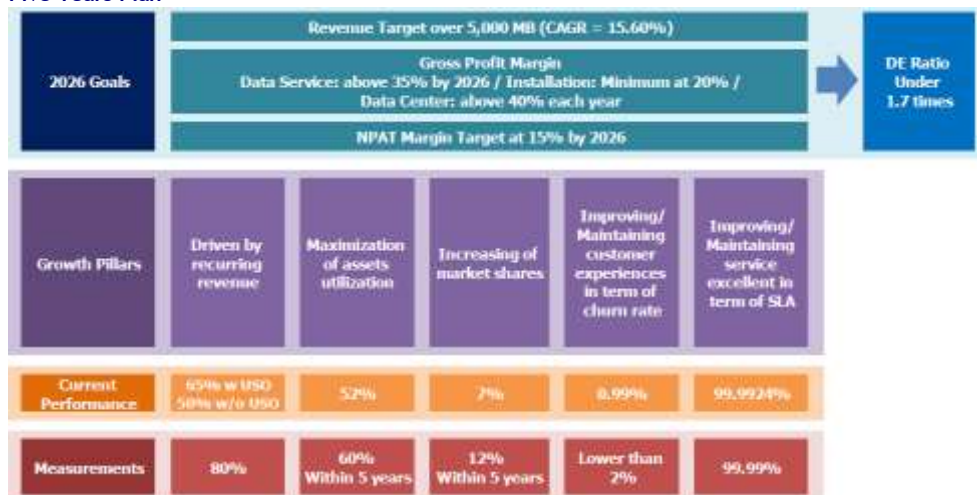 Five Years Plan
2026 Goals
Revenue Target over 5,000 MB (CAGR = 15.60%)
Gross Profit Margin
Data Service: above 35% by 2026 / Installation: Minimum at 20% /
Data Center: above 40% each year
NPAT Margin Target at 15% by 2026
DE Ratio
Under
1.7 times
Growth Pillars
Driven by
recurring
revenue
Maximization
of assets
utilization
Increasing of
market shares
Improving/
Maintaining
customer
experiences
in term of
churn rate
Improving/
Maintaining
service
excellent in
term of SLA
Current
Performance
65% w USO
50% w/o USO
52%
7%
0.99%
99.9924%
Measurements
80%
60%
Within 5 years
12%
Within 5 years
Lower than
2%
99.99%